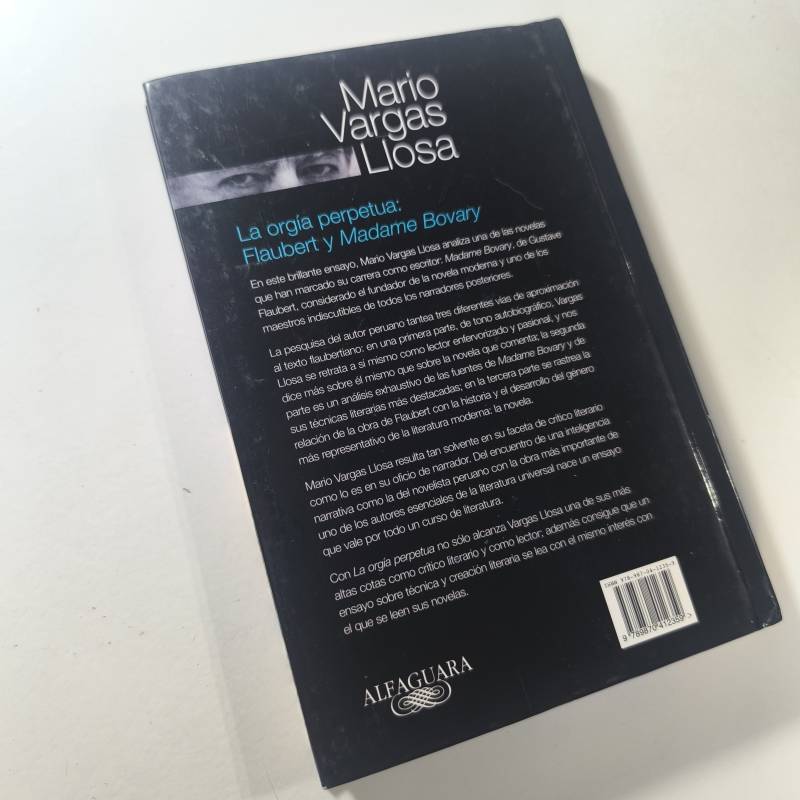 Mario
Vargas
Llosa
La orgía perpetua:
Flaubert y Madame Bovary
En este brillante ensayo, Mario Vargas Llosa analiza una de las novelas
que han marcado su carrera como escritor: Madame Bovary, de Gustave
Flaubert, considerado el fundador de la novela moderna y uno de los
maestros indiscutibles de todos los narradores posteriores.
La pesquisa del autor peruano tantea tres diferentes vías de aproximación
al texto flaubertiano: en una primera parte, de tono autobiográfico, Vargas
Llosa se retrata a sí mismo como lector enfervorizado y pasional, y nos
dice más sobre él mismo que sobre la novela que comenta; la segunda
parte es un análisis exhaustivo de las fuentes de Madame Bovary y de
sus técnicas literarias más destacadas; en la tercera parte se rastrea la
relación de la obra de Flaubert con la historia y el desarrollo del género
más representativo de la literatura moderna: la novela.
Mario Vargas Llosa resulta tan solvente en su faceta de crítico literario
como lo es en su oficio de narrador. Del encuentro de una inteligencia
narrativa como la del novelista peruano con la obra más importante de
uno de los autores esenciales de la literatura universal nace un ensayo
que vale por todo un curso de literatura.
Con La orgía perpetua no sólo alcanza Vargas Llosa una de sus más
altas cotas como crítico literario y como lector; además consigue que un
ensayo sobre técnica y creación literaria se lea con el mismo interés con
el que se leen sus novelas.
ISBN 978-987-04-1235-9
9 789870 412359 >
ALFAGUARA